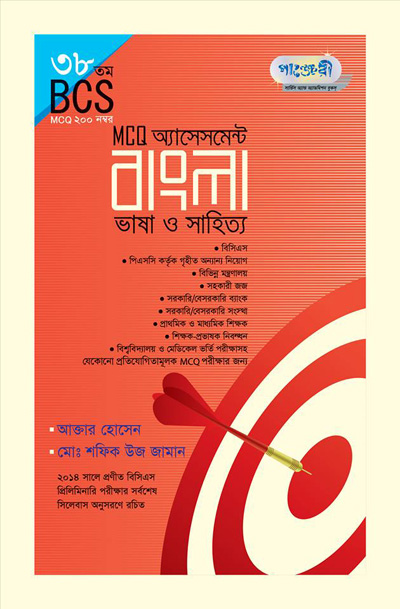 ৩৮ তম
BCS
MCQ ২০০ নম্বর
পাঞ্জেরী
MCQ অ্যাসেসমেন্ট
বাংলা
ভাষা ও সাহিত্য
• বিসিএস
• পিএসসি কর্তৃক গৃহীত অন্যান্য নিয়োগ
• বিভিন্ন মন্ত্রণালয়
• সহকারী জজ
• সরকারি/বেসরকারি ব্যাংক
• সরকারি/বেসরকারি সংস্থা
• প্রাথমিক ও মাধ্যমিক শিক্ষক
• শিক্ষক-প্রভাষক নিবন্ধন
• বিশ্ববিদ্যালয় ও মেডিকেল ভর্তি পরীক্ষাসহ
যেকোনো প্রতিযোগিতামূলক MCQ পরীক্ষার জন্য
▪ আক্তার হোসেন
▪ মোঃ শফিক উজ জামান
২০১৪ সালে প্রণীত বিসিএস
প্রিলিমিনারি পরীক্ষার সর্বশেষ
সিলেবাস অনুসরণে রচিত